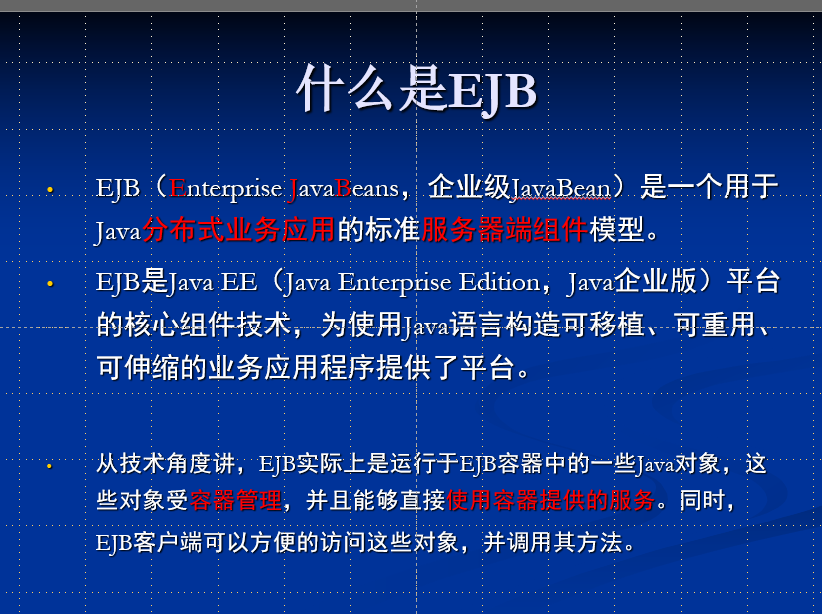 什么是EJB
• EJB（Enterprise JavaBeans，企业级JavaBean）是一个用于
Java分布式业务应用的标准服务器端组件模型。
• EJB是Java EE（Java Enterprise Edition，Java企业版）平台
的核心组件技术，为使用Java语言构造可移植、可重用、
可伸缩的业务应用程序提供了平台。
• 从技术角度讲，EJB实际上是运行于EJB容器中的一些Java对象，这
些对象受容器管理，并且能够直接使用容器提供的服务。同时，
EJB客户端可以方便的访问这些对象，并调用其方法。